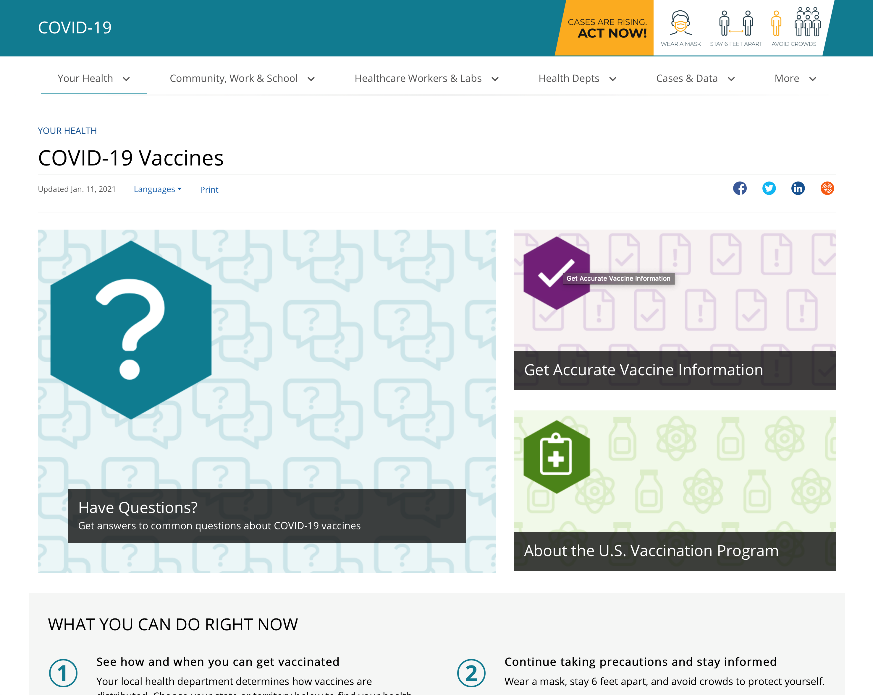 COVID-19
CASES ARE RISING.
ACT NOW!
WEAR A MASK
STAY 6 FEET APART
AVOID CROWDS
Your Health
Community, Work & School
Healthcare Workers & Labs
Health Depts
Cases & Data
More
YOUR HEALTH
COVID-19 Vaccines
Updated Jan. 11, 2021
Languages
Print
Get Accurate Vaccine Information
Get Accurate Vaccine Information
Have Questions?
Get answers to common questions about COVID-19 vaccines
About the U.S. Vaccination Program
WHAT YOU CAN DO RIGHT NOW
1
See how and when you can get vaccinated
Your local health department determines how vaccines are
2
Continue taking precautions and stay informed
Wear a mask, stay 6 feet apart, and avoid crowds to protect yourself.